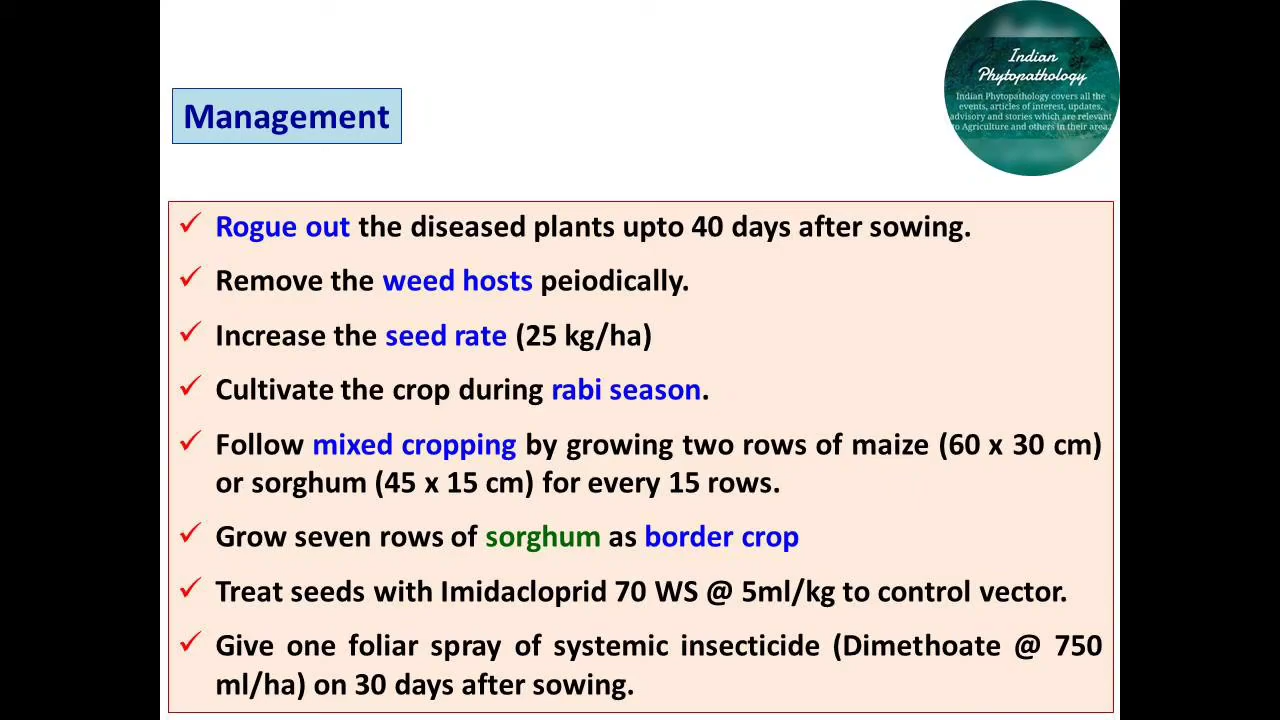 Indian
Phytopathology
Indian Phytopathology covers all the
events, articles of interest, updates,
advisory and stories which are relevant
to Agriculture and others in their area.
Management
✓ Rogue out the diseased plants upto 40 days after sowing.
✓ Remove the weed hosts peiodically.
✓ Increase the seed rate (25 kg/ha)
✓ Cultivate the crop during rabi season.
✓ Follow mixed cropping by growing two rows of maize (60 x 30 cm)
or sorghum (45 x 15 cm) for every 15 rows.
✓ Grow seven rows of sorghum as border crop
✓ Treat seeds with Imidacloprid 70 WS @ 5ml/kg to control vector.
✓ Give one foliar spray of systemic insecticide (Dimethoate @ 750
ml/ha) on 30 days after sowing.